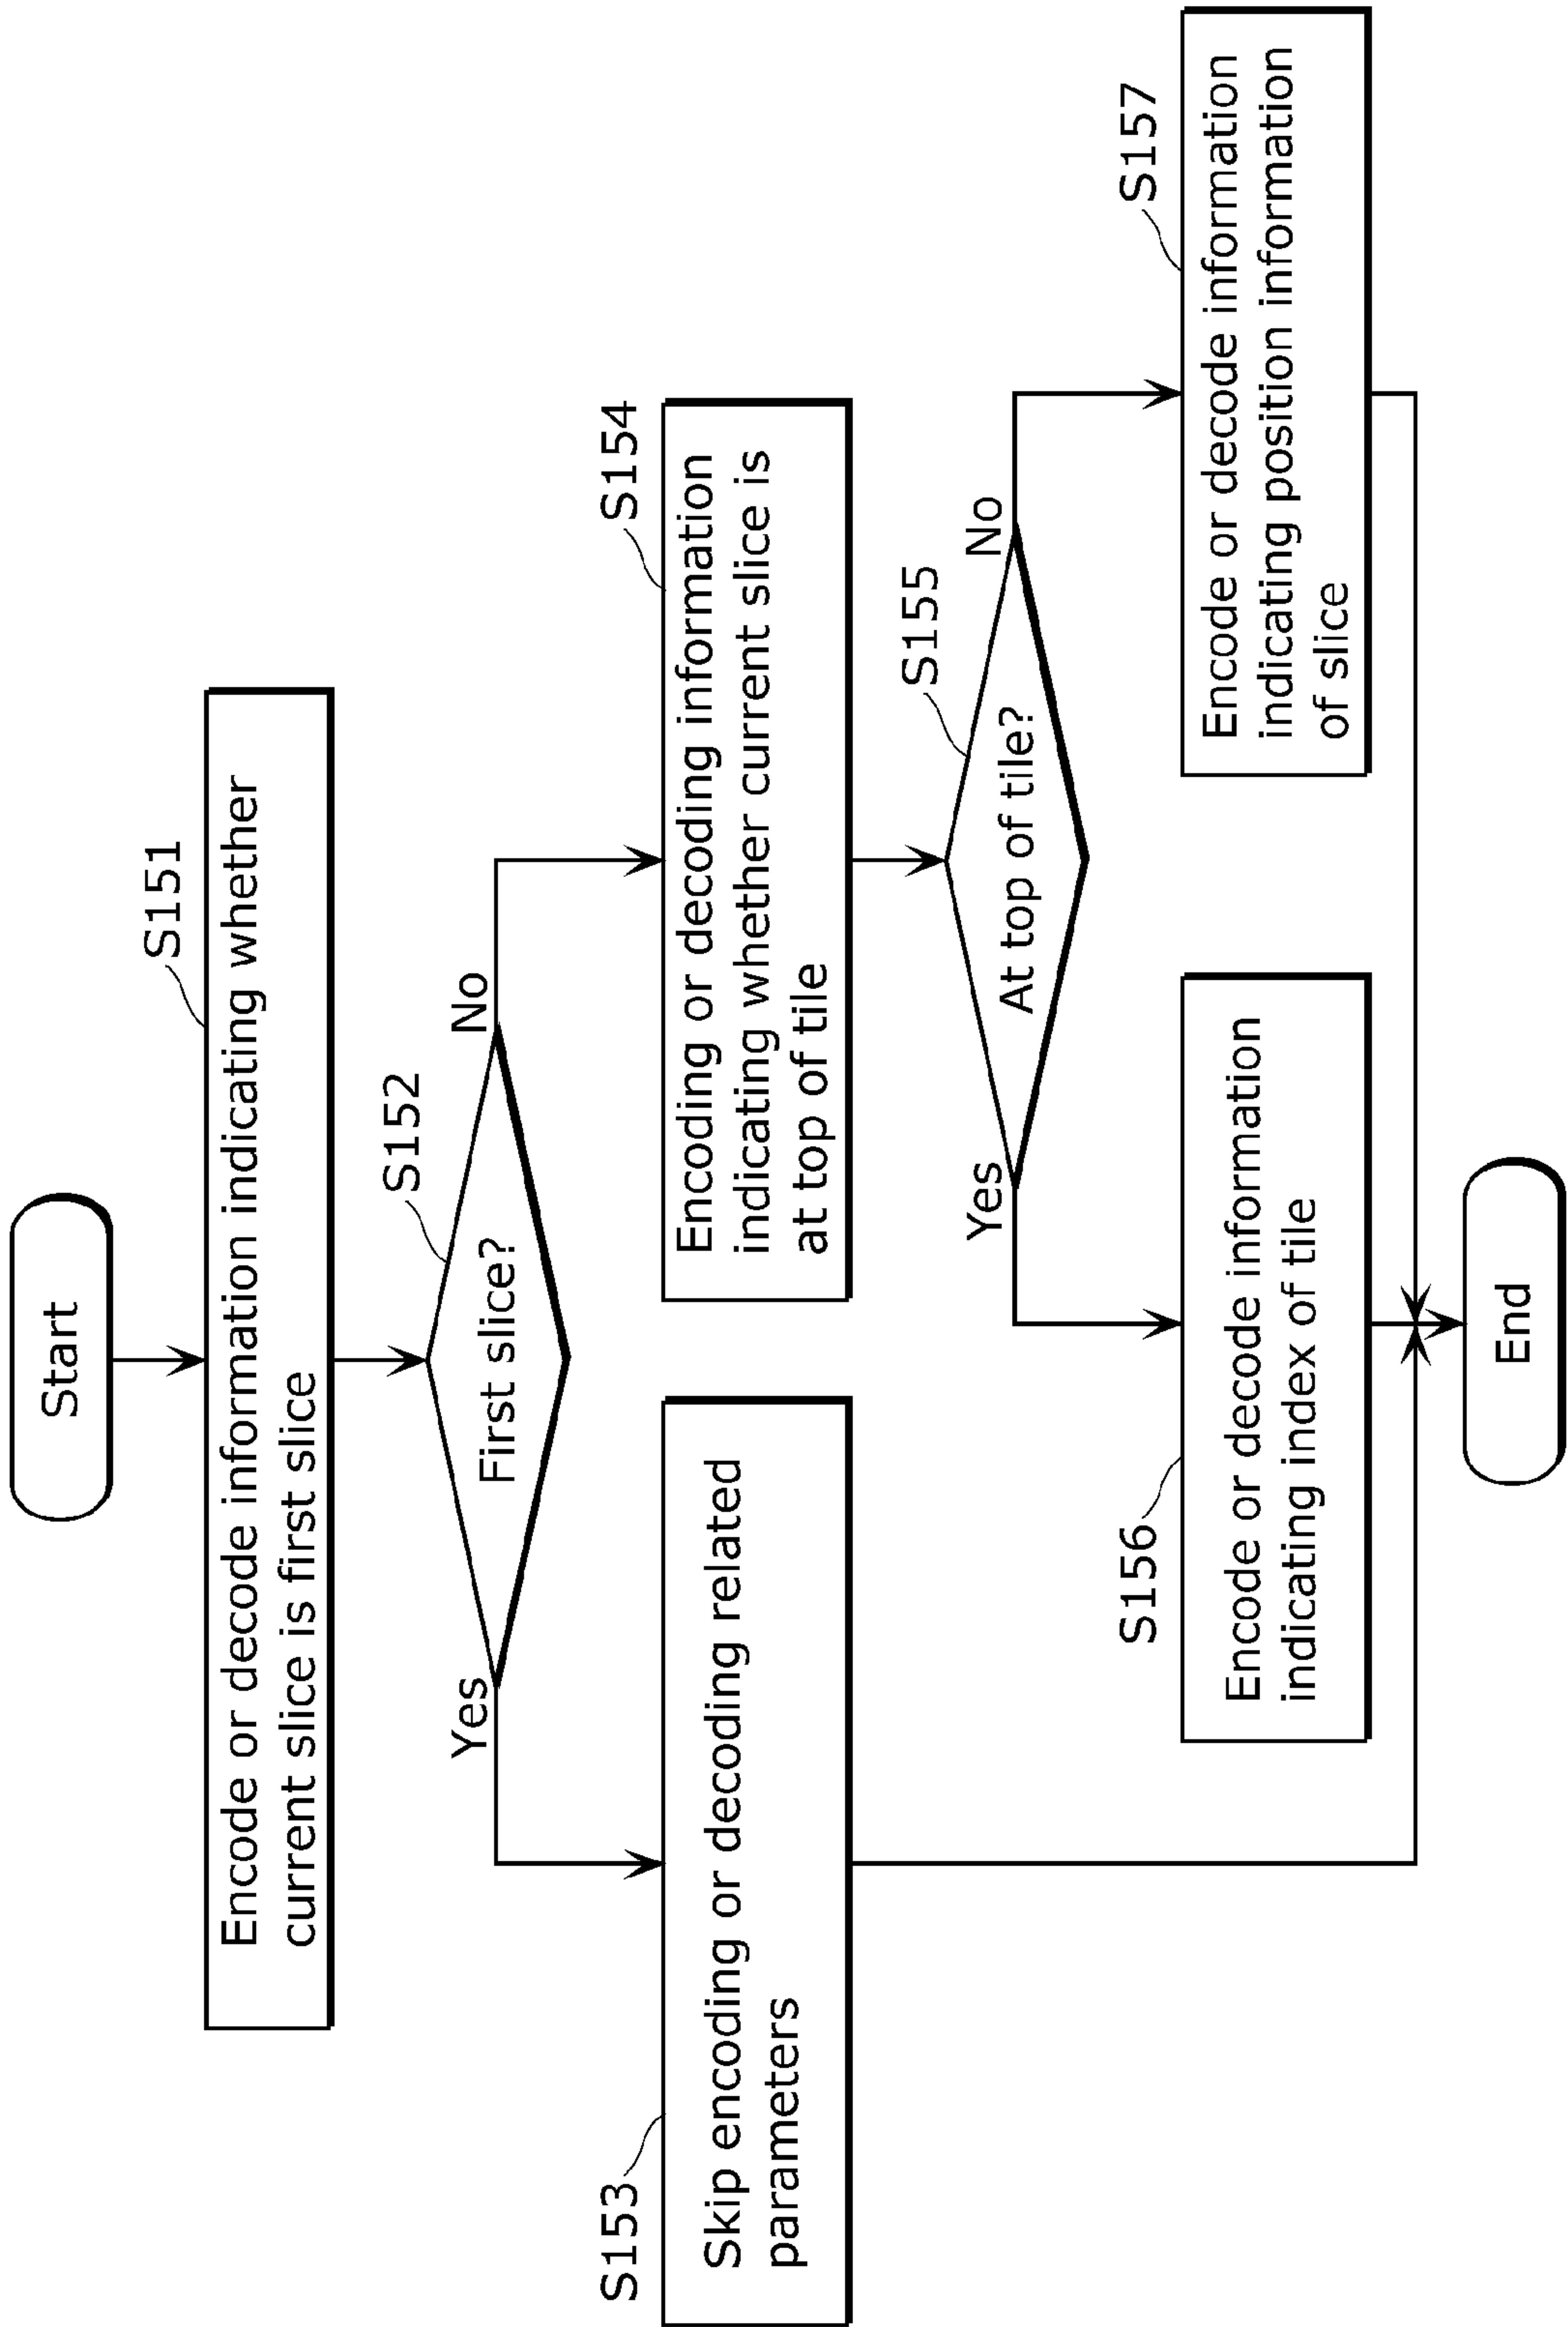 Start
S151
Encode or decode information indicating whether
current slice is first slice
S152
First slice?
Yes
No
S153
Skip encoding or decoding related
parameters
S154
Encoding or decoding information
indicating whether current slice is
at top of tile
S155
At top of tile?
Yes
No
S156
Encode or decode information
indicating index of tile
S157
Encode or decode information
indicating position information
of slice
End